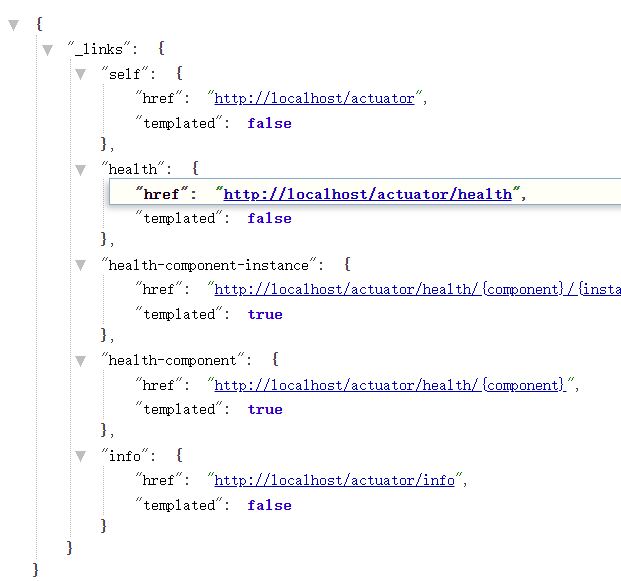 {
"_links": {
"self": {
"href": "http://localhost/actuator",
"templated": false
},
"health": {
"href": "http://localhost/actuator/health",
"templated": false
},
"health-component-instance": {
"href": "http://localhost/actuator/health/{component}/{insta
"templated": true
},
"health-component": {
"href": "http://localhost/actuator/health/{component}",
"templated": true
},
"info": {
"href": "http://localhost/actuator/info",
"templated": false
}
}
}